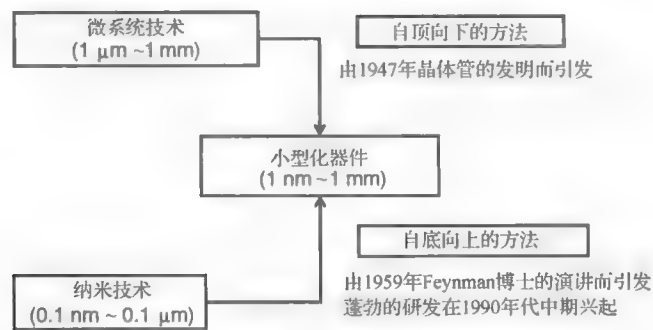 微系统技术
(1 μm ~1 mm)
自顶向下的方法
由1947年晶体管的发明而引发
小型化器件
(1 nm~1 mm)
自底向上的方法
纳米技术
(0.1 nm ~ 0.1 μm)
由1959年Feynman博士的演讲而引发
蓬勃的研发在1990年代中期兴起